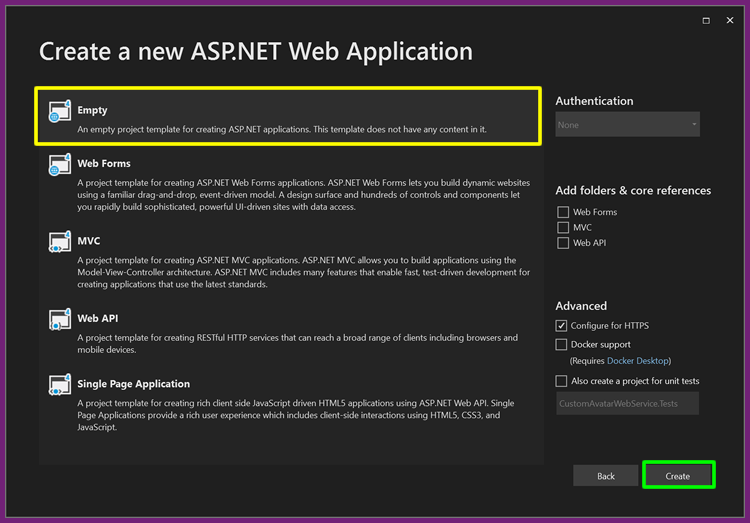 Create a new ASP.NET Web Application
Empty
An empty project template for creating ASP.NET applications. This template does not have any content in it.
Web Forms
A project template for creating ASP.NET Web Forms applications. ASP.NET Web Forms lets you build dynamic websites
using a familiar drag-and-drop, event-driven model. A design surface and hundreds of controls and components let
you rapidly build sophisticated, powerful UI-driven sites with data access.
MVC
A project template for creating ASP.NET MVC applications. ASP.NET MVC allows you to build applications using the
Model-View-Controller architecture. ASP.NET MVC includes many features that enable fast, test-driven development for
creating applications that use the latest standards.
Web API
A project template for creating RESTful HTTP services that can reach a broad range of clients including browsers and
mobile devices.
Single Page Application
A project template for creating rich client side JavaScript driven HTML5 applications using ASP.NET Web API. Single
Page Applications provide a rich user experience which includes client-side interactions using HTML5, CSS3, and
JavaScript.
Authentication
None
Add folders & core references
Web Forms
MVC
Web API
Advanced
Configure for HTTPS
Docker support
(Requires Docker Desktop)
Also create a project for unit tests
CustomAvatarWebService.Tests
Back
Create